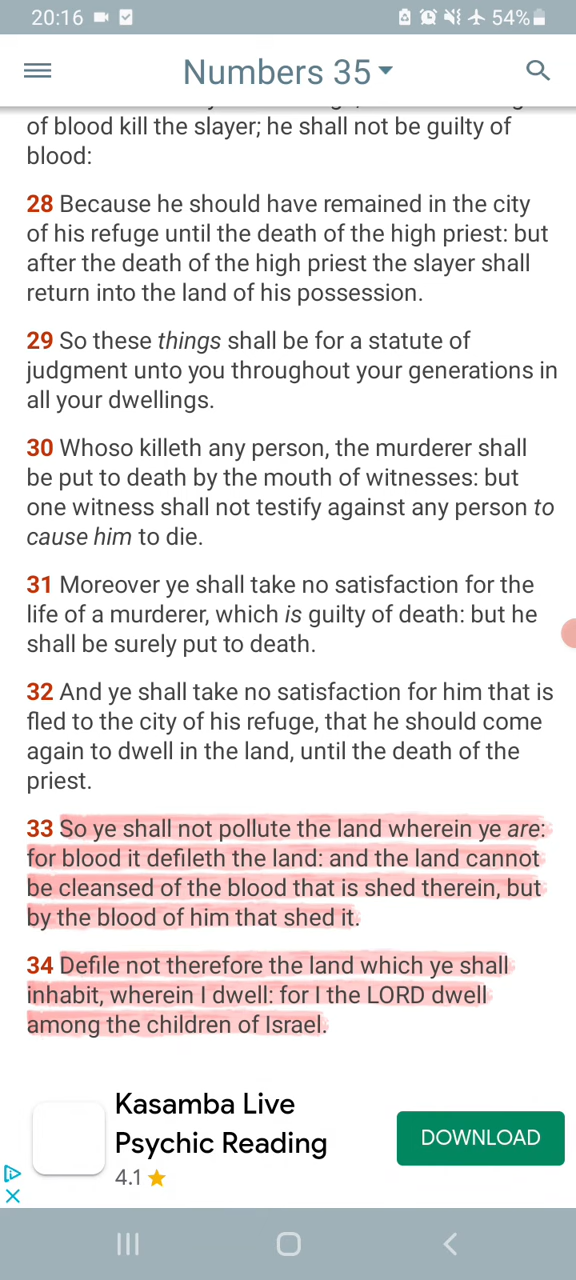 20:16 54%
Numbers 35
of blood kill the slayer; he shall not be guilty of
blood:
28 Because he should have remained in the city
of his refuge until the death of the high priest: but
after the death of the high priest the slayer shall
return into the land of his possession.
29 So these things shall be for a statute of
judgment unto you throughout your generations in
all your dwellings.
30 Whoso killeth any person, the murderer shall
be put to death by the mouth of witnesses: but
one witness shall not testify against any person to
cause him to die.
31 Moreover ye shall take no satisfaction for the
life of a murderer, which is guilty of death: but he
shall be surely put to death.
32 And ye shall take no satisfaction for him that is
fled to the city of his refuge, that he should come
again to dwell in the land, until the death of the
priest.
33 So ye shall not pollute the land wherein ye are:
for blood it defileth the land: and the land cannot
be cleansed of the blood that is shed therein, but
by the blood of him that shed it.
34 Defile not therefore the land which ye shall
inhabit, wherein I dwell: for I the LORD dwell
among the children of Israel.
Kasamba Live
Psychic Reading
4.1
DOWNLOAD